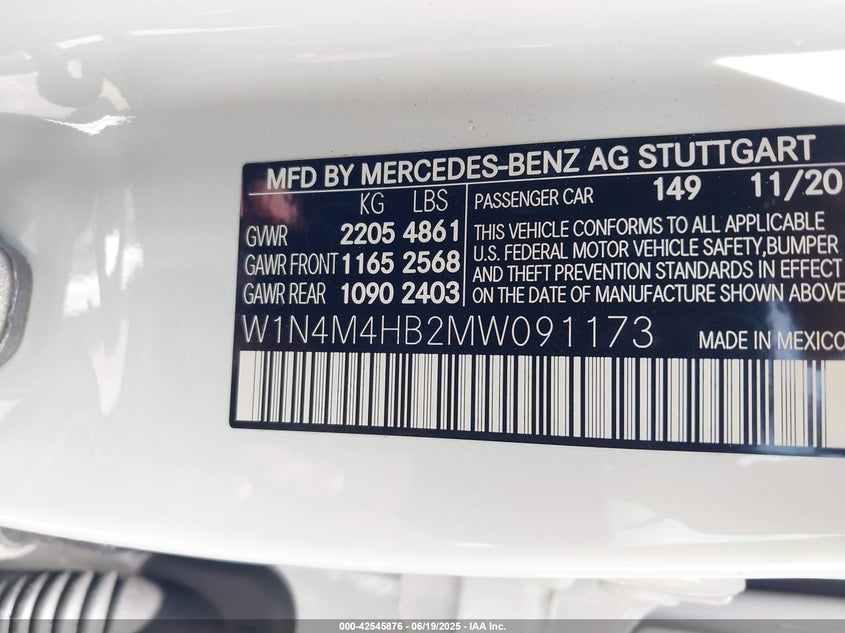 MFD BY MERCEDES-BENZ AG STUTTGART
KG LBS
GVWR 2205 4861
GAWR FRONT 1165 2568
GAWR REAR 1090 2403
PASSENGER CAR 149 11/20
THIS VEHICLE CONFORMS TO ALL APPLICABLE
U.S. FEDERAL MOTOR VEHICLE SAFETY,BUMPER
AND THEFT PREVENTION STANDARDS IN EFFECT
ON THE DATE OF MANUFACTURE SHOWN ABOVE
W1N4M4HB2MW091173 MADE IN MEXICO
000-42545876 - 06/19/2025 - IAA Inc.